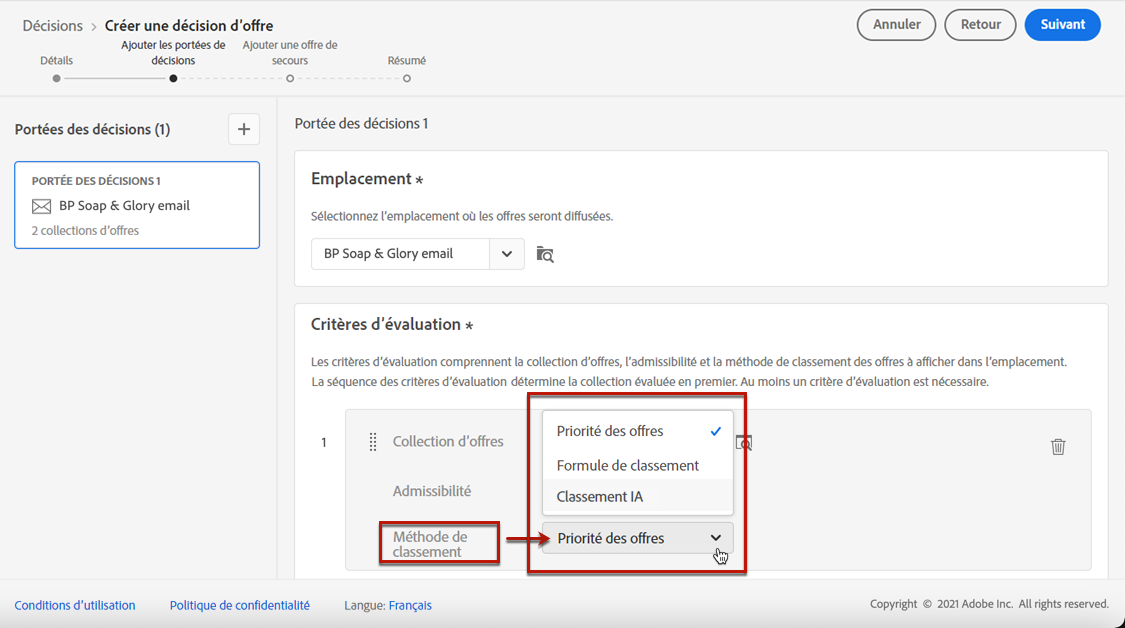 Décisions > Créer une décision d’offre
Annuler
Retour
Suivant
Détails
Ajouter les portées de
décisions
Ajouter une offre de
secours
Résumé
Portées des décisions (1)
PORTÉE DES DÉCISIONS 1
BP Soap & Glory email
2 collections d’offres
Portée des décisions 1
Emplacement *
Sélectionnez l’emplacement où les offres seront diffusées.
BP Soap & Glory email
Critères d’évaluation *
Les critères d’évaluation comprennent la collection d’offres, l’admissibilité et la méthode de classement des offres à afficher dans l’emplacement.
La séquence des critères d’évaluation détermine la collection évaluée en premier. Au moins un critère d’évaluation est nécessaire.
1
Collection d’offres
Admissibilité
Méthode de
classement
Priorité des offres
Formule de classement
Classement IA
Priorité des offres
Conditions d’utilisation
Politique de confidentialité
Langue: Français
Copyright © 2021 Adobe Inc. All rights reserved.